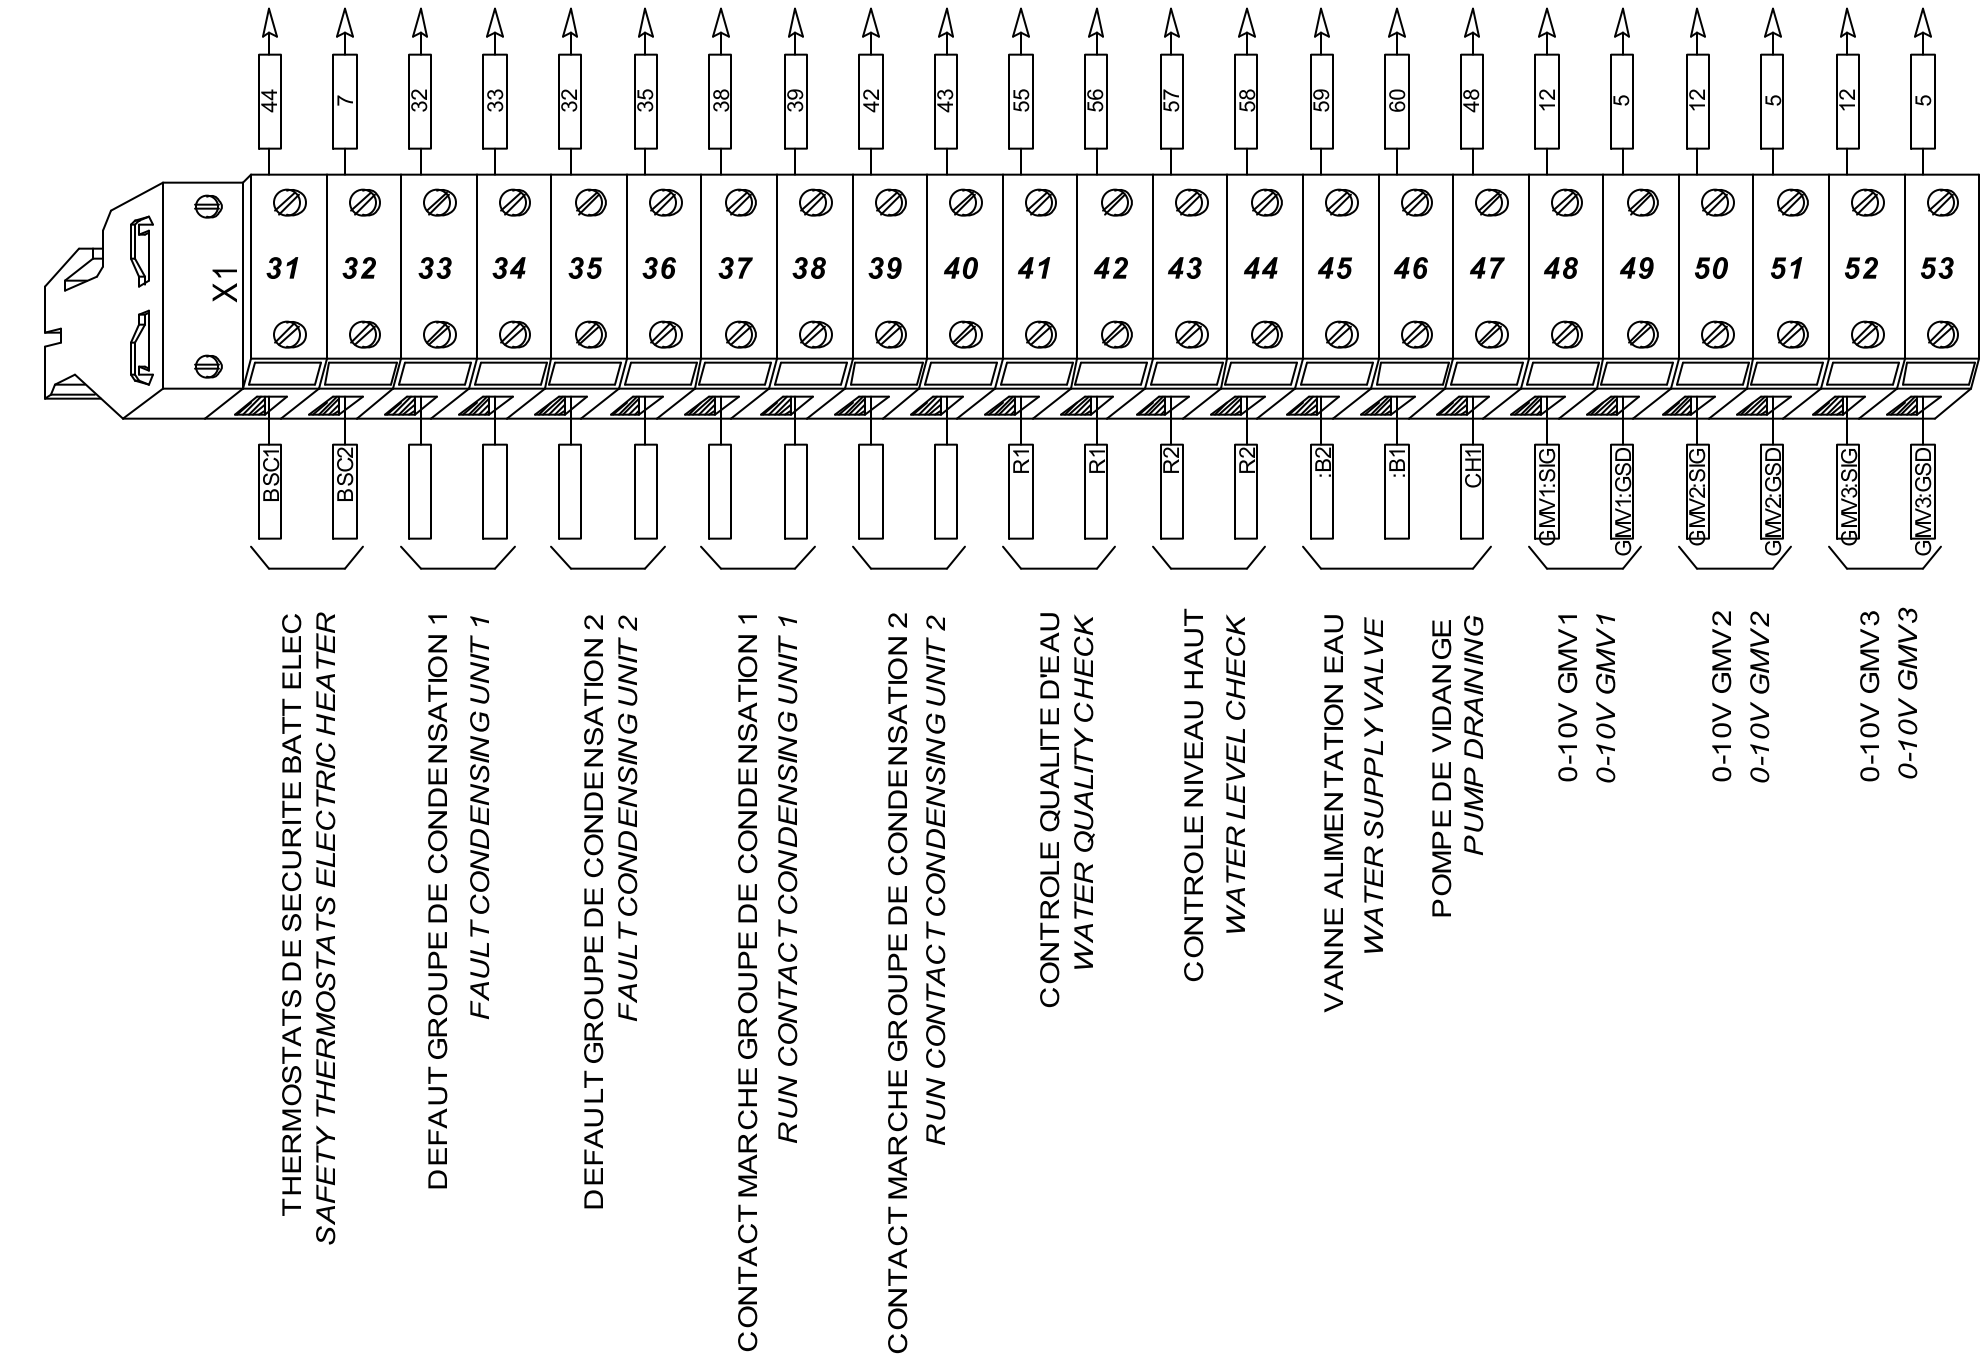 44 7 32 33 32 35 38 39 42 43 55 56 57 58 59 60 48 12 5 12 5 12 5
X1 31 32 33 34 35 36 37 38 39 40 41 42 43 44 45 46 47 48 49 50 51 52 53
BSC1 BSC2 R1 R1 R2 R2 :B2 :B1 CH1 GMV1:SIG GMV1:GSD GMV2:SIG GMV2:GSD GMV3:SIG GMV3:GSD
THERMOSTATS DE SECURITE BATT ELEC
SAFETY THERMOSTATS ELECTRIC HEATER
DEFAUT GROUPE DE CONDENSATION 1
FAULT CONDENSING UNIT 1
DEFAULT GROUPE DE CONDENSATION 2
FAULT CONDENSING UNIT 2
CONTACT MARCHE GROUPE DE CONDENSATION 1
RUN CONTACT CONDENSING UNIT 1
CONTACT MARCHE GROUPE DE CONDENSATION 2
RUN CONTACT CONDENSING UNIT 2
CONTROLE QUALITE D'EAU
WATER QUALITY CHECK
CONTROLE NIVEAU HAUT
WATER LEVEL CHECK
VANNE ALIMENTATION EAU
WATER SUPPLY VALVE
POMPE DE VIDANGE
PUMP DRAINING
0-10V GMV1
0-10V GMV1
0-10V GMV2
0-10V GMV2
0-10V GMV3
0-10V GMV3